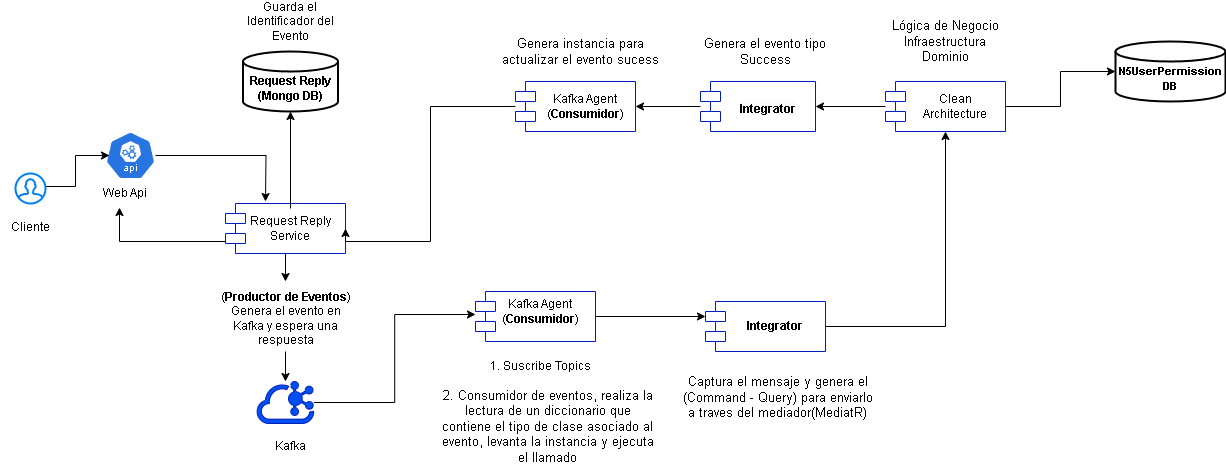 Guarda el
Identificador del
Evento
Request Reply
(Mongo DB)
Genera instancia para
actualizar el evento sucess
Kafka Agent
(Consumidor)
Genera el evento tipo
Success
Integrator
Lógica de Negocio
Infraestructura
Dominio
Clean
Architecture
N5UserPermission
DB
api
Web Api
Cliente
Request Reply
Service
(Productor de Eventos)
Genera el evento en
Kafka y espera una
respuesta
Kafka
Kafka Agent
(Consumidor)
1. Suscribe Topics
2. Consumidor de eventos, realiza la
lectura de un diccionario que
contiene el tipo de clase asociado al
evento, levanta la instancia y ejecuta
el llamado
Integrator
Captura el mensaje y genera el
(Command - Query) para enviarlo
a traves del mediador(MediatR)